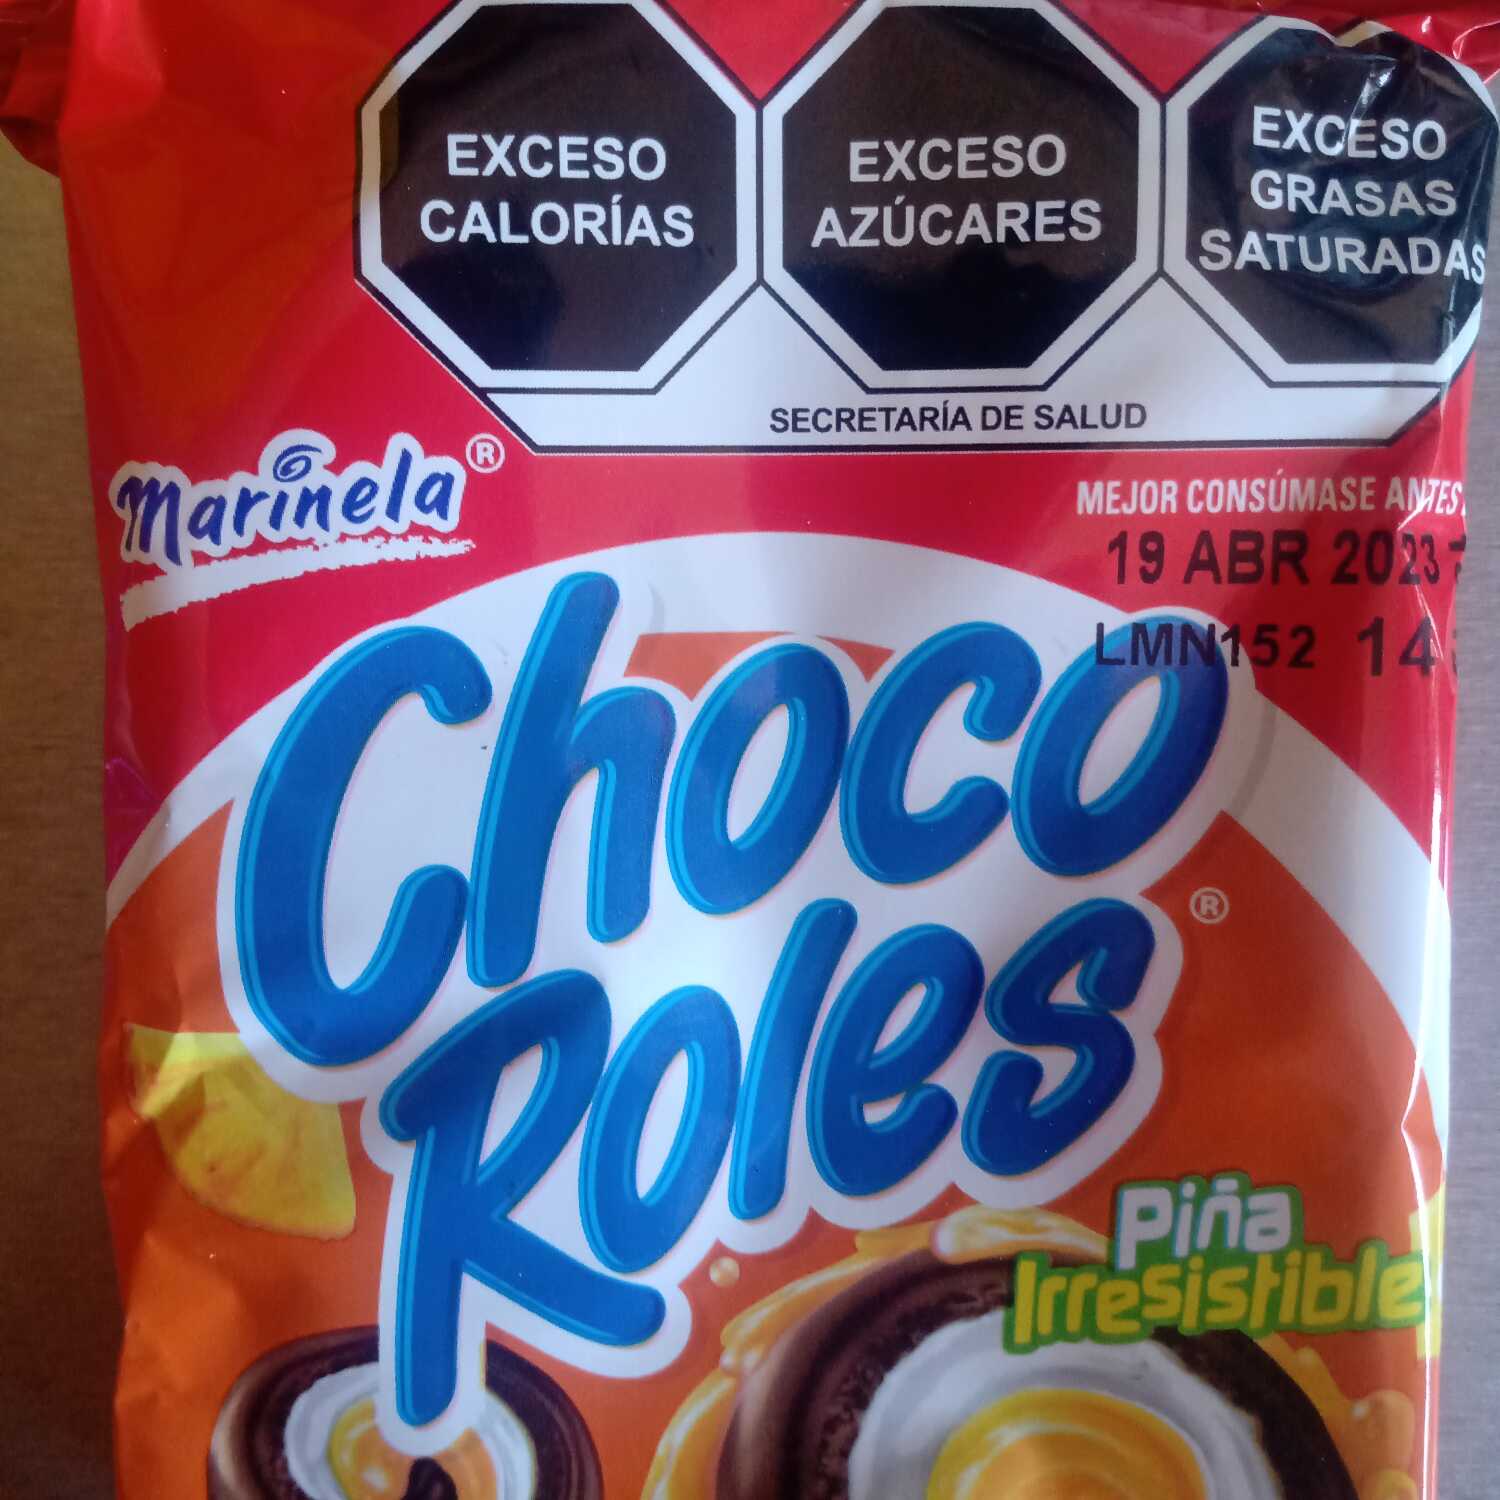 EXCESO
CALORÍAS
EXCESO
AZÚCARES
EXCESO
GRASAS
SATURADAS
SECRETARÍA DE SALUD
Marinela®
MEJOR CONSÚMASE ANTES
19 ABR 2023
LMN152 14
Choco
Roles®
Piña
Irresistible